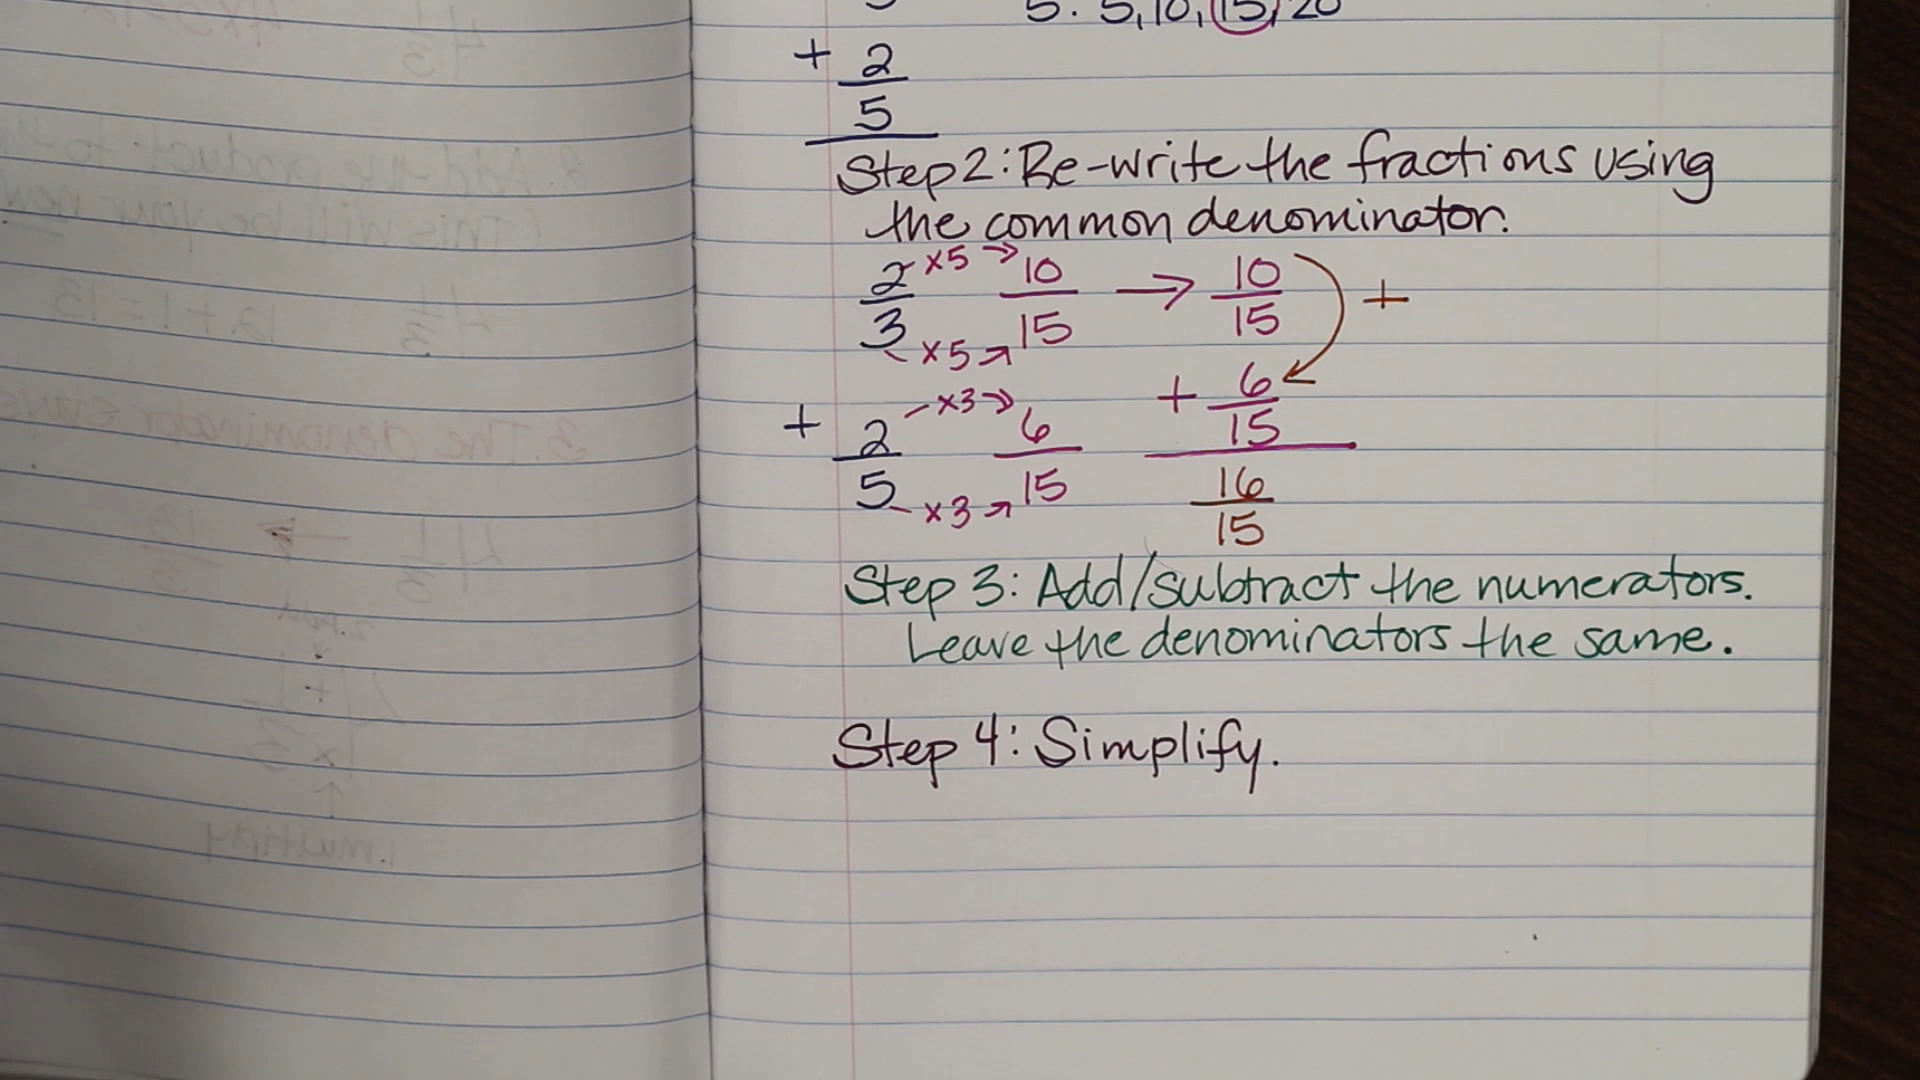 5: 5, 10, 15, 20
+ 2
5
Step 2: Re-write the fractions using
the common denominator.
2 ×5 → 10 → 10 +
3 ×5 → 15 15
+ 2 ×3 → 6 + 6
5 ×3 → 15 15
16
15
Step 3: Add/subtract the numerators.
Leave the denominators the same.
Step 4: Simplify.